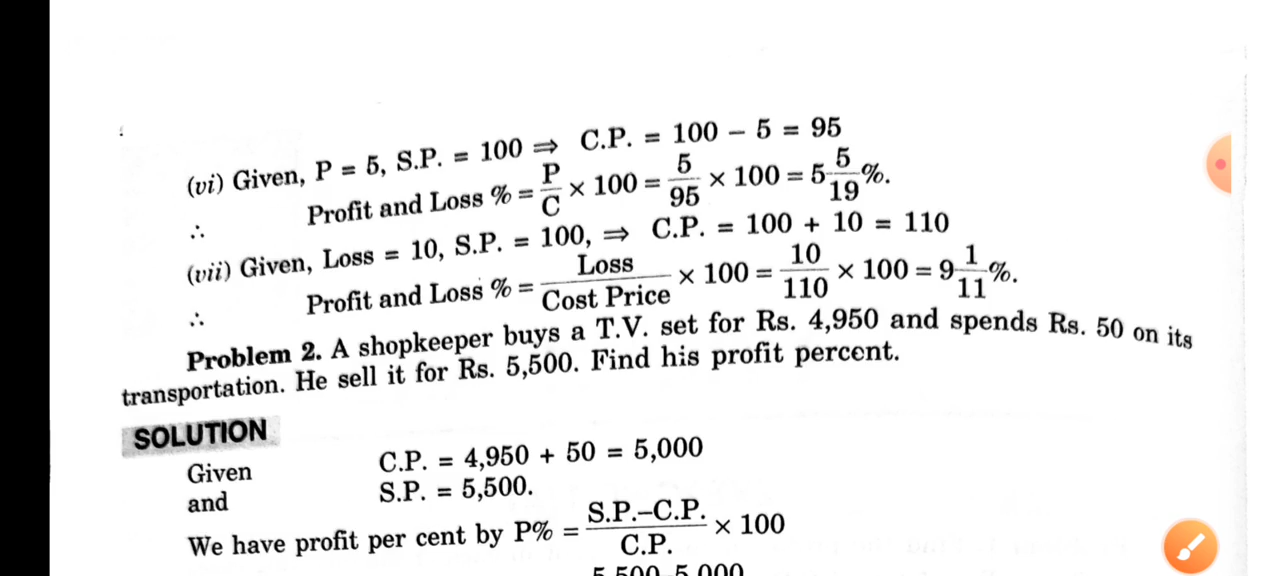 (vi) Given, P = 5, S.P. = 100 ⇒ C.P. = 100 − 5 = 95
∴ Profit and Loss % = P/C × 100 = 5/95 × 100 = 5 5/19 %.
(vii) Given, Loss = 10, S.P. = 100, ⇒ C.P. = 100 + 10 = 110
∴ Profit and Loss % = Loss/Cost Price × 100 = 10/110 × 100 = 9 1/11 %.
Problem 2. A shopkeeper buys a T.V. set for Rs. 4,950 and spends Rs. 50 on its
transportation. He sell it for Rs. 5,500. Find his profit percent.
SOLUTION
Given C.P. = 4,950 + 50 = 5,000
and S.P. = 5,500.
We have profit per cent by P% = S.P.–C.P./C.P. × 100
5,500–5,000